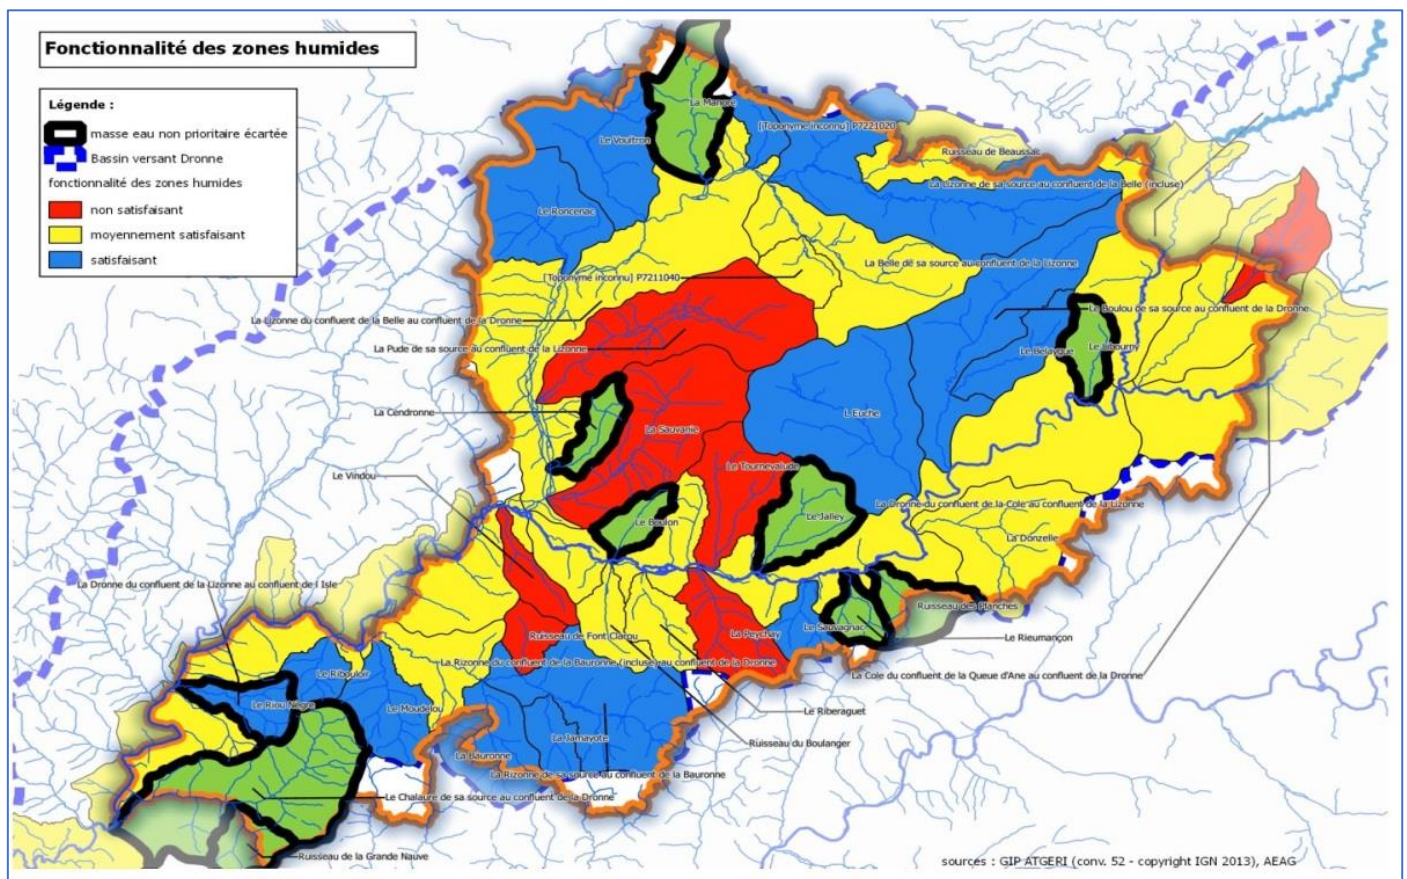 Fonctionnalité des zones humides
Légende :
masse eau non prioritaire écartée
Bassin versant Dronne
fonctionnalité des zones humides
non satisfaisant
moyennement satisfaisant
satisfaisant
La Manore
[Toponyme inconnu] P7221020
Le Voultron
Ruisseau de Beaussac
La Lizonne de sa source au confluent de la Belle (incluse)
Le Roncenac
La Belle de sa source au confluent de la Lizonne
[Toponyme inconnu] P7211040
Le Boulou de sa source au confluent de la Dronne
La Lizonne du confluent de la Belle au confluent de la Dronne
La Pude de sa source au confluent de la Lizonne
Le Belaygue
Le Libourny
La Cendronne
L'Euche
La Sauvanie
Le Tournevalude
Le Vindou
La Dronne du confluent de la Cole au confluent de la Lizonne
Le Jalley
Le Boulon
La Donzelle
La Dronne du confluent de la Lizonne au confluent de l'Isle
Ruisseau des Planches
Le Sauvagnac
La Peychay
Ruisseau de Font Clarou
Le Rieumançon
La Rizonne du confluent de la Bauronne (incluse) au confluent de la Dronne
Le Ribouloir
La Cole du confluent de la Queue d'Ane au confluent de la Dronne
Le Riou Nègre
Le Moudelou
Le Riberaguet
La Jamayote
Ruisseau du Boulanger
La Bauronne
La Rizonne de sa source au confluent de la Bauronne
Le Chalaure de sa source au confluent de la Dronne
Ruisseau de la Grande Nauve
sources : GIP ATGERI (conv. 52 - copyright IGN 2013), AEAG